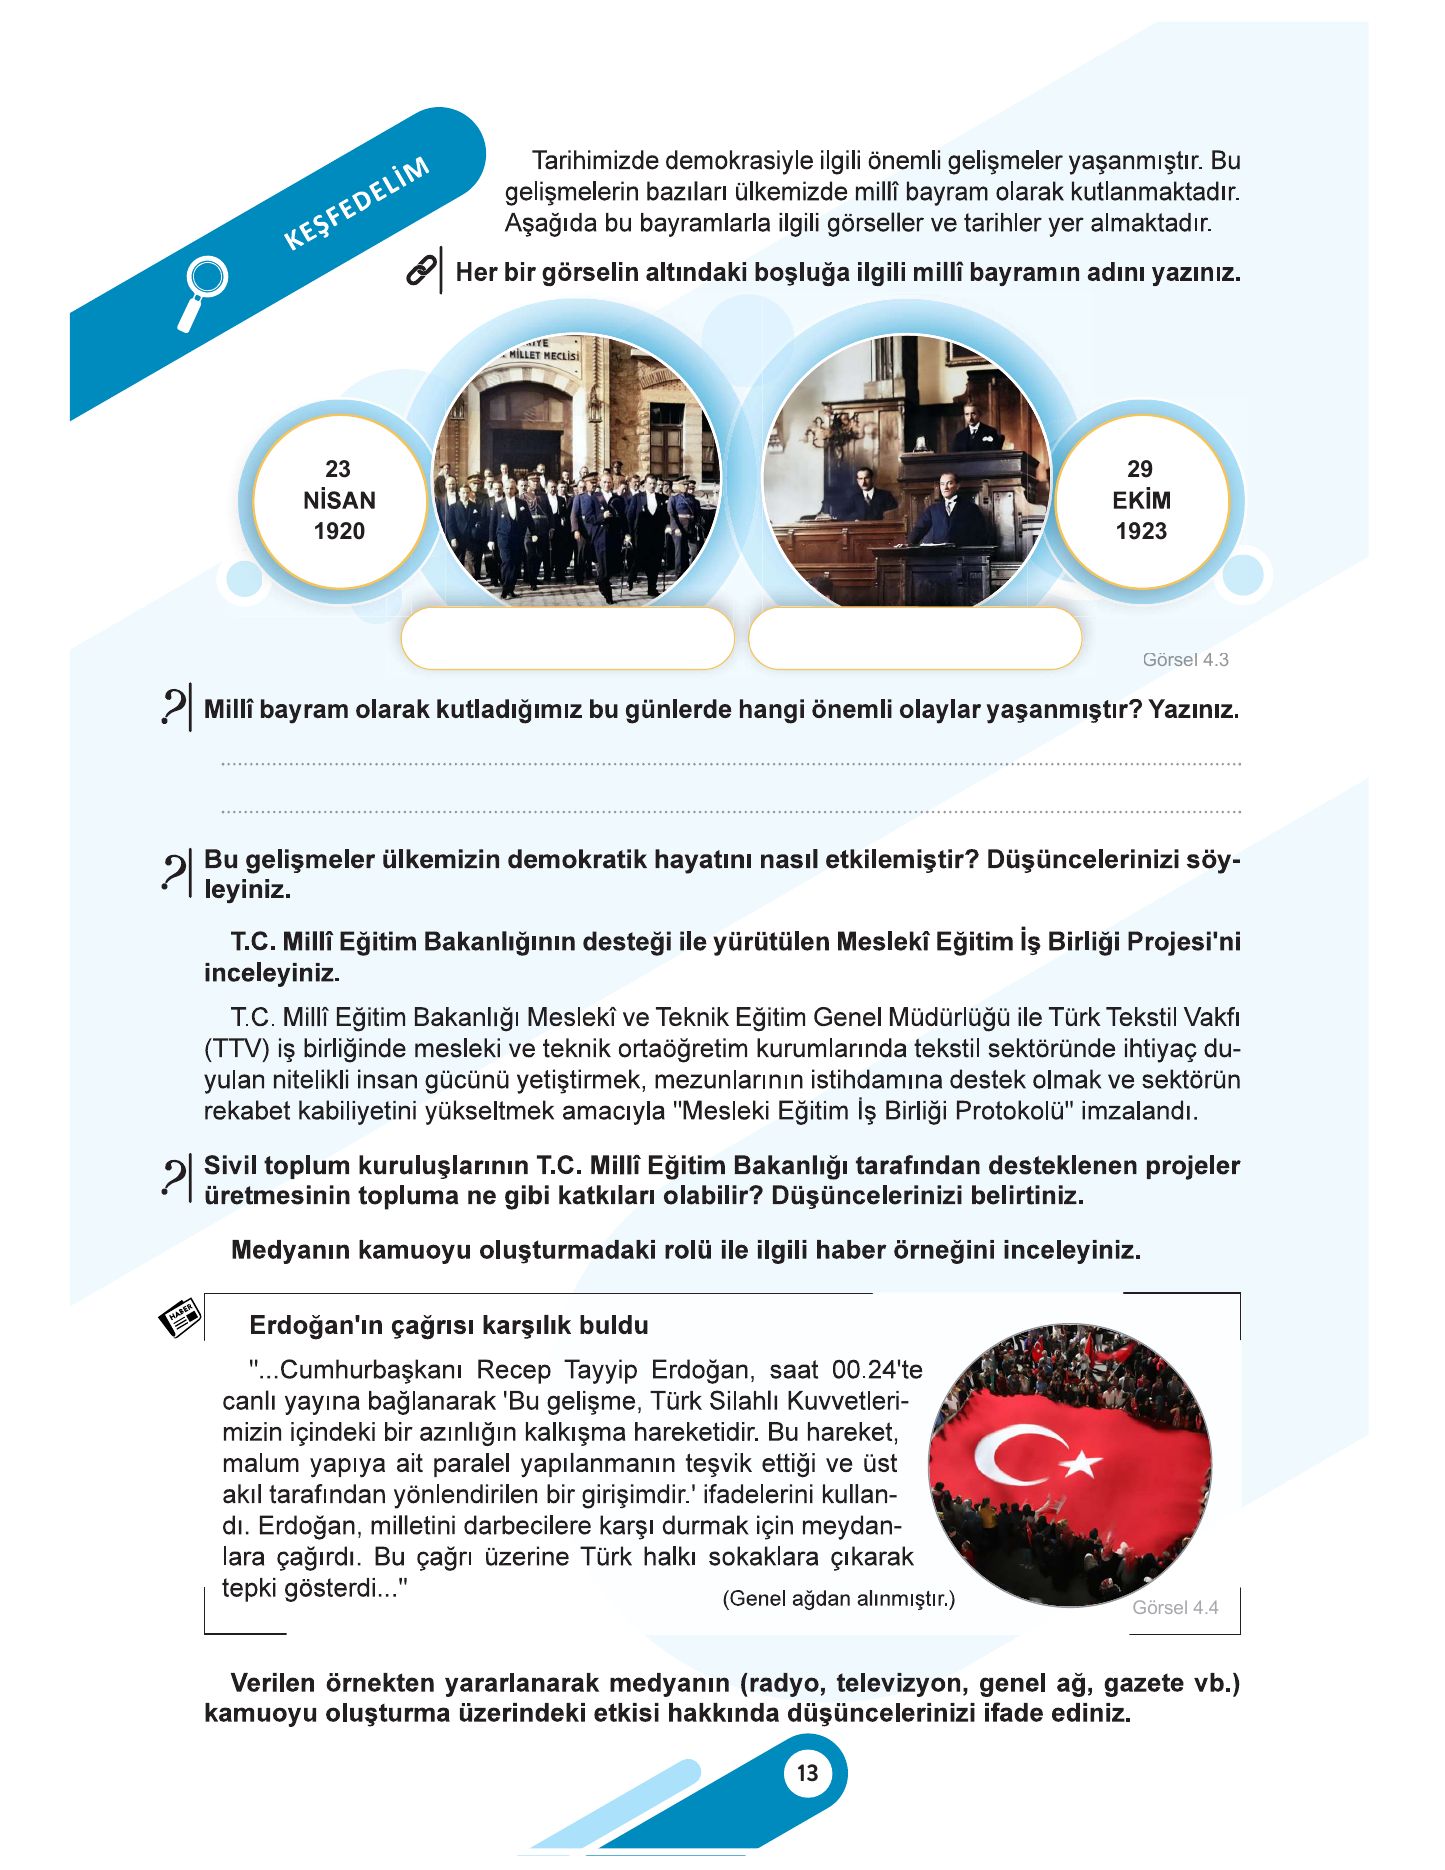 KEŞFEDELİM
Tarihimizde demokrasiyle ilgili önemli gelişmeler yaşanmıştır. Bu
gelişmelerin bazıları ülkemizde millî bayram olarak kutlanmaktadır.
Aşağıda bu bayramlarla ilgili görseller ve tarihler yer almaktadır.
Her bir görselin altındaki boşluğa ilgili millî bayramın adını yazınız.
MİLLET MECLİSİ
23
NİSAN
1920
29
EKİM
1923
Görsel 4.3
Millî bayram olarak kutladığımız bu günlerde hangi önemli olaylar yaşanmıştır? Yazınız.
Bu gelişmeler ülkemizin demokratik hayatını nasıl etkilemiştir? Düşüncelerinizi söy-
leyiniz.
T.C. Millî Eğitim Bakanlığının desteği ile yürütülen Meslekî Eğitim İş Birliği Projesi'ni
inceleyiniz.
T.C. Millî Eğitim Bakanlığı Meslekî ve Teknik Eğitim Genel Müdürlüğü ile Türk Tekstil Vakfı
(TTV) iş birliğinde mesleki ve teknik ortaöğretim kurumlarında tekstil sektöründe ihtiyaç du-
yulan nitelikli insan gücünü yetiştirmek, mezunlarının istihdamına destek olmak ve sektörün
rekabet kabiliyetini yükseltmek amacıyla "Mesleki Eğitim İş Birliği Protokolü" imzalandı.
Sivil toplum kuruluşlarının T.C. Millî Eğitim Bakanlığı tarafından desteklenen projeler
üretmesinin topluma ne gibi katkıları olabilir? Düşüncelerinizi belirtiniz.
Medyanın kamuoyu oluşturmadaki rolü ile ilgili haber örneğini inceleyiniz.
HABER
Erdoğan'ın çağrısı karşılık buldu
"...Cumhurbaşkanı Recep Tayyip Erdoğan, saat 00.24'te
canlı yayına bağlanarak 'Bu gelişme, Türk Silahlı Kuvvetleri-
mizin içindeki bir azınlığın kalkışma hareketidir. Bu hareket,
malum yapıya ait paralel yapılanmanın teşvik ettiği ve üst
akıl tarafından yönlendirilen bir girişimdir.' ifadelerini kullan-
dı. Erdoğan, milletini darbecilere karşı durmak için meydan-
lara çağırdı. Bu çağrı üzerine Türk halkı sokaklara çıkarak
tepki gösterdi..."
(Genel ağdan alınmıştır.)
Görsel 4.4
Verilen örnekten yararlanarak medyanın (radyo, televizyon, genel ağ, gazete vb.)
kamuoyu oluşturma üzerindeki etkisi hakkında düşüncelerinizi ifade ediniz.
13